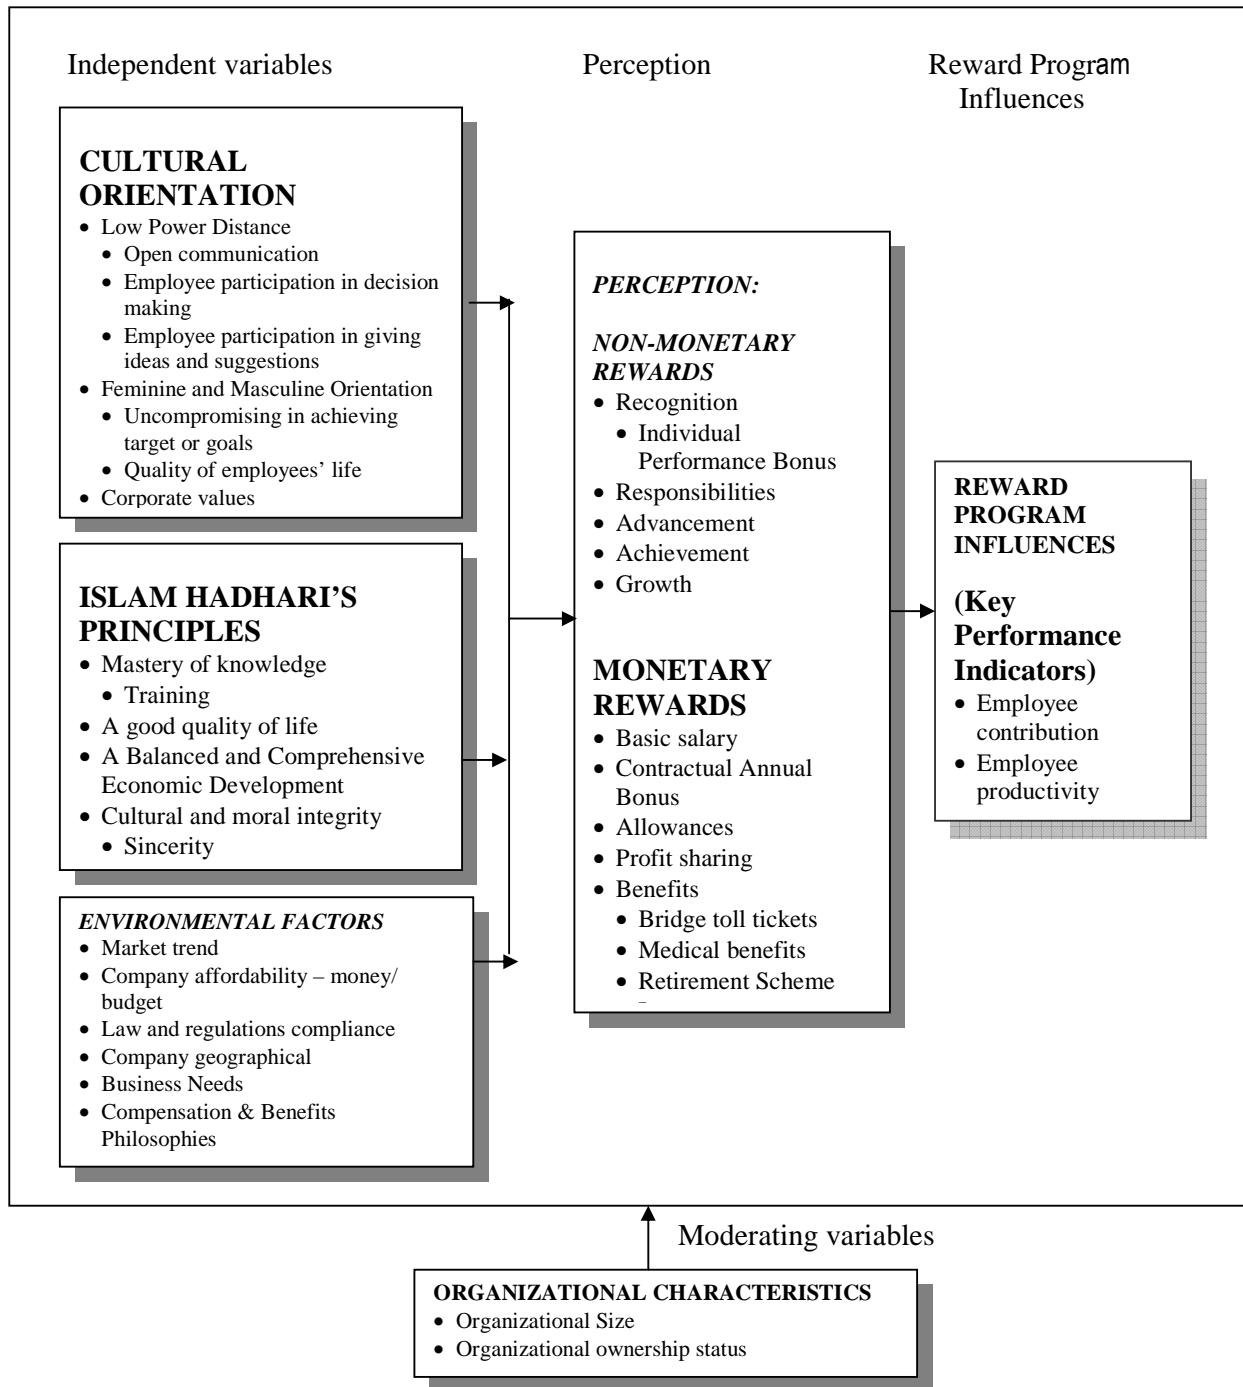 Independent variables
Perception
Reward Program
Influences
CULTURAL
ORIENTATION
• Low Power Distance
• Open communication
• Employee participation in decision
making
• Employee participation in giving
ideas and suggestions
• Feminine and Masculine Orientation
• Uncompromising in achieving
target or goals
• Quality of employees’ life
• Corporate values
ISLAM HADHARI’S
PRINCIPLES
• Mastery of knowledge
• Training
• A good quality of life
• A Balanced and Comprehensive
Economic Development
• Cultural and moral integrity
• Sincerity
ENVIRONMENTAL FACTORS
• Market trend
• Company affordability – money/
budget
• Law and regulations compliance
• Company geographical
• Business Needs
• Compensation & Benefits
Philosophies
PERCEPTION:
NON-MONETARY
REWARDS
• Recognition
• Individual
Performance Bonus
• Responsibilities
• Advancement
• Achievement
• Growth
MONETARY
REWARDS
• Basic salary
• Contractual Annual
Bonus
• Allowances
• Profit sharing
• Benefits
• Bridge toll tickets
• Medical benefits
• Retirement Scheme
REWARD
PROGRAM
INFLUENCES
(Key
Performance
Indicators)
• Employee
contribution
• Employee
productivity
Moderating variables
ORGANIZATIONAL CHARACTERISTICS
• Organizational Size
• Organizational ownership status